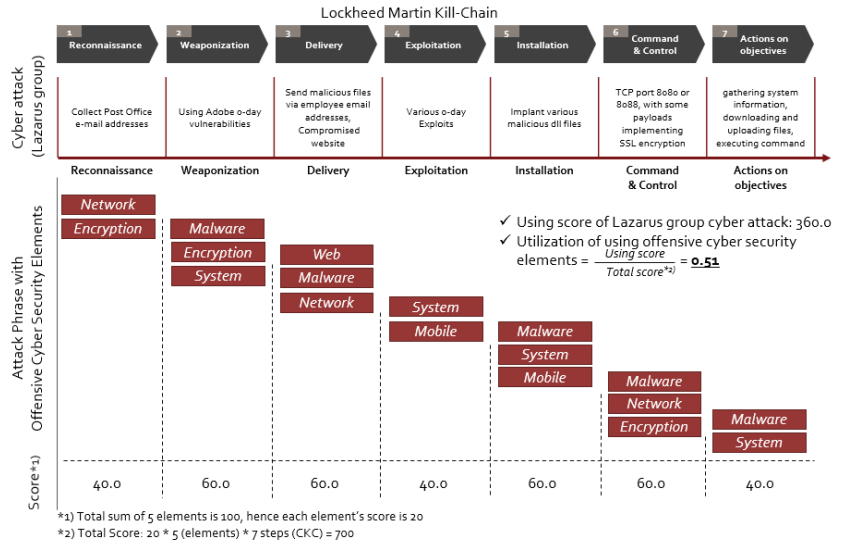 Lockheed Martin Kill-Chain
1
Reconnaissance
2
Weaponization
3
Delivery
4
Exploitation
5
Installation
6
Command
& Control
7
Actions on
objectives
Cyber attack
(Lazarus group)
Collect Post Office
e-mail addresses
Using Adobe 0-day
vulnerabilities
Send malicious files
via employee email
addresses,
Compromised
website
Various 0-day
Exploits
Implant various
malicious dll files
TCP port 8080 or
8088, with some
payloads
implementing
SSL encryption
gathering system
information,
downloading and
uploading files,
executing command
Reconnaissance
Weaponization
Delivery
Exploitation
Installation
Command
& Control
Actions on
objectives
Attack Phrase with
Offensive Cyber Security Elements
Network
Encryption
Malware
Encryption
System
Web
Malware
Network
System
Mobile
Malware
System
Mobile
Malware
Network
Encryption
Malware
System
✓ Using score of Lazarus group cyber attack: 360.0
✓ Utilization of using offensive cyber security
elements = Using score / Total score*2) = 0.51
Score*1)
40.0
60.0
60.0
40.0
60.0
60.0
40.0
*1) Total sum of 5 elements is 100, hence each element's score is 20
*2) Total Score: 20 * 5 (elements) * 7 steps (CKC) = 700